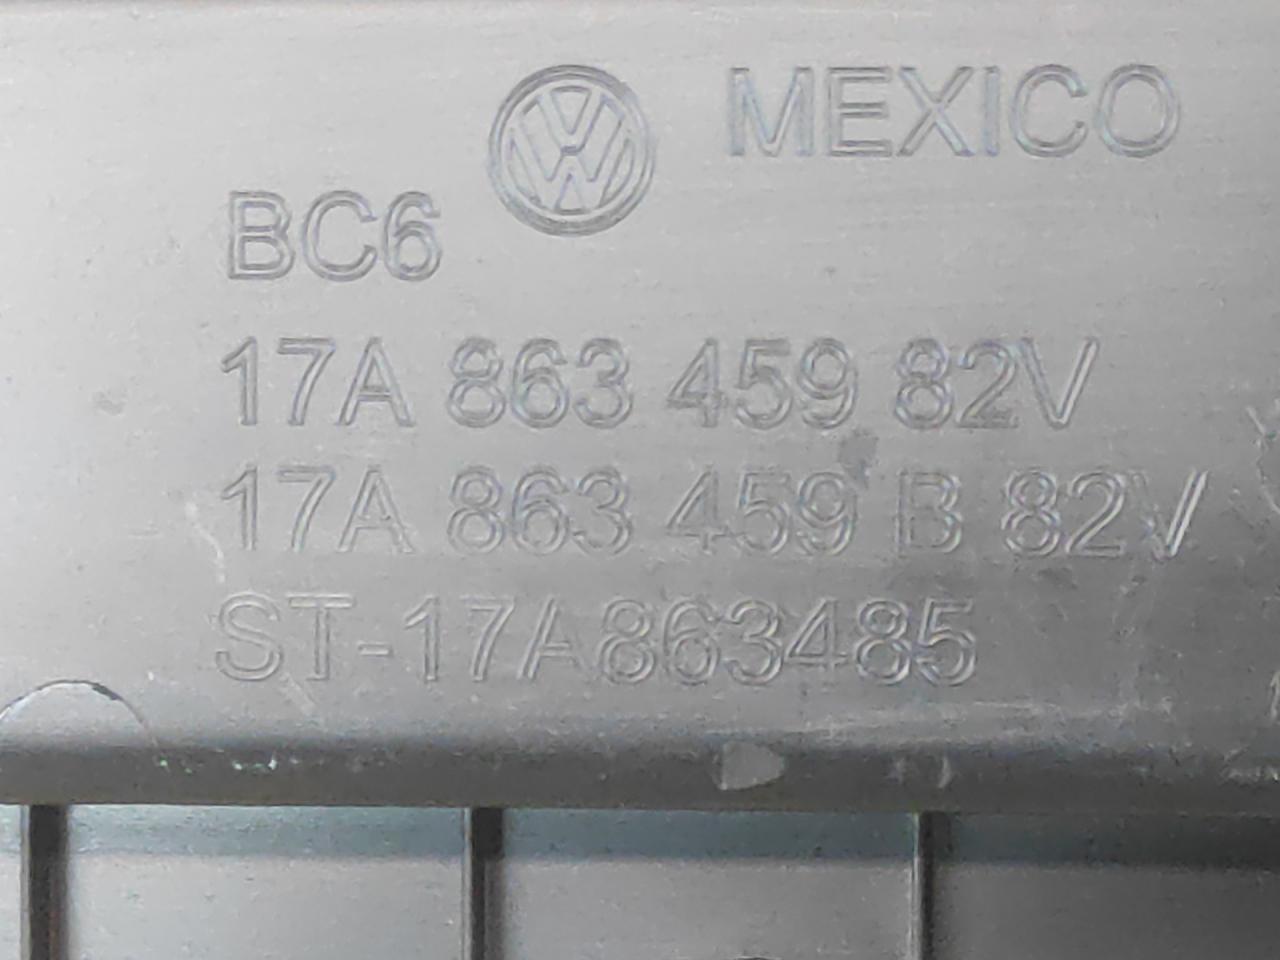 MEXICO
BC6
17A 863 459 82V
17A 863 459 B 82V
ST-17A863485